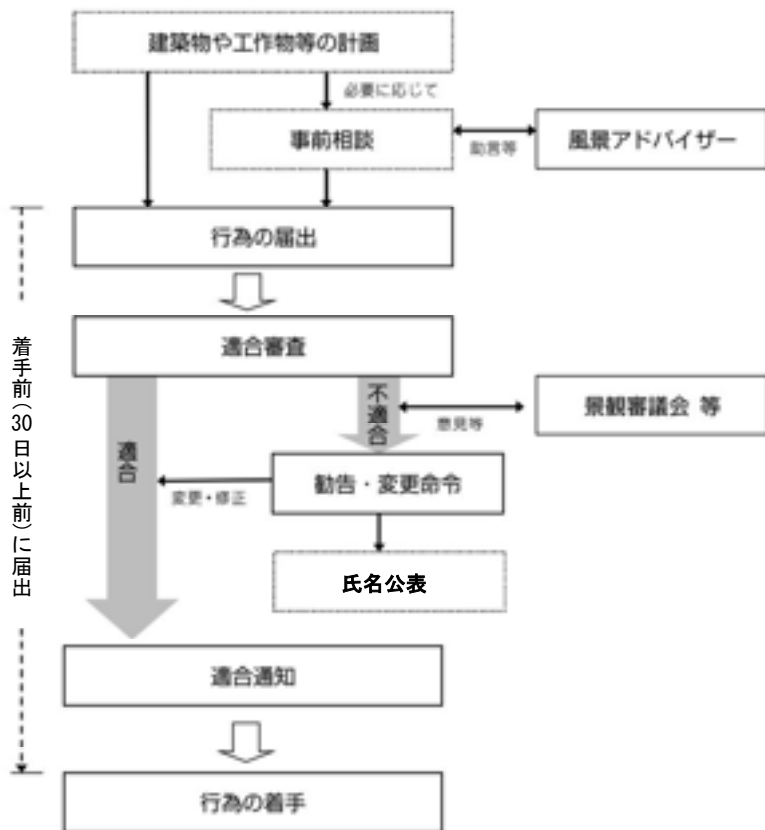 建築物や工作物等の計画
必要に応じて
事前相談
助言等
風景アドバイザー
行為の届出
適合審査
着手前(30日以上前)に届出
適合
不適合
意見等
景観審議会 等
勧告・変更命令
変更・修正
氏名公表
適合通知
行為の着手